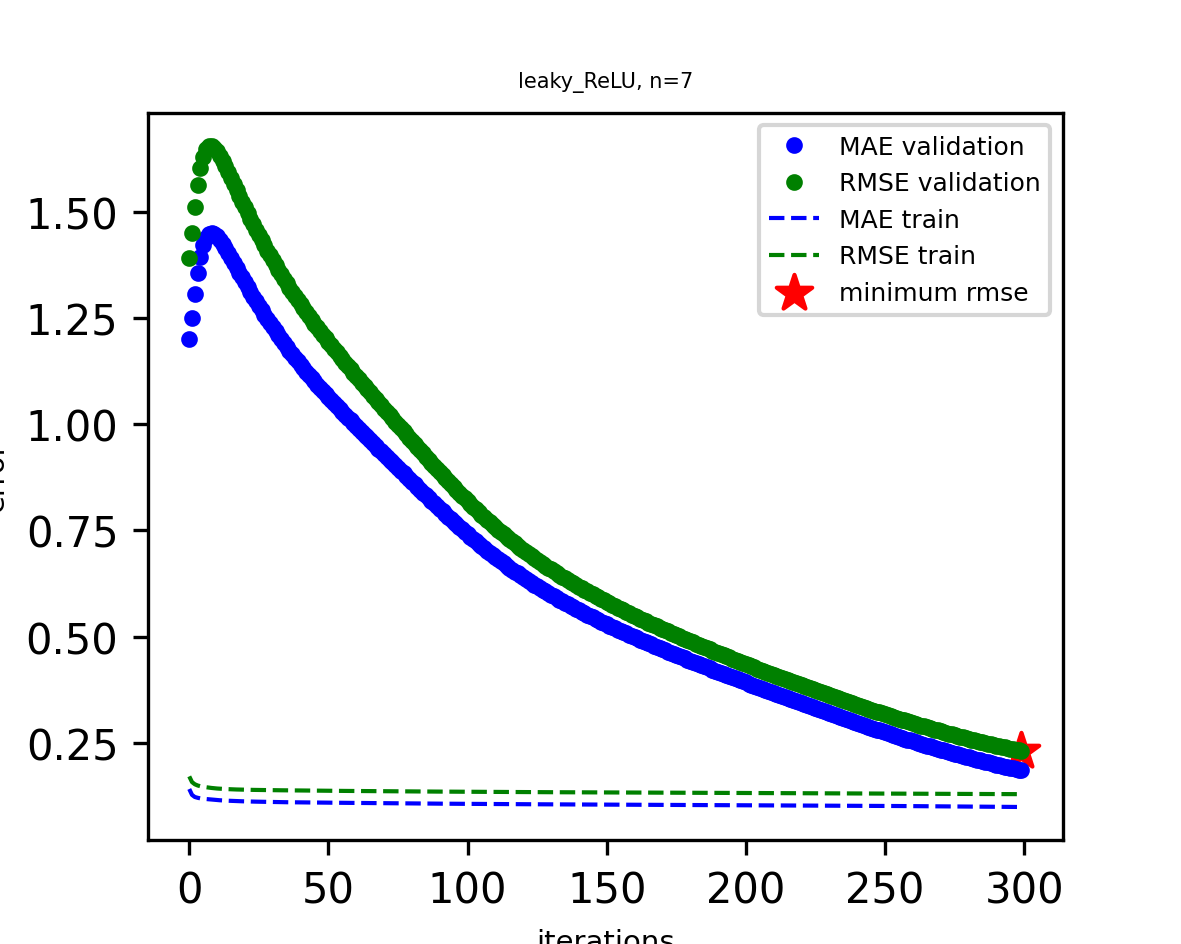 leaky_ReLU, n=7
MAE validation
RMSE validation
MAE train
RMSE train
minimum rmse
1.50
1.25
1.00
0.75
0.50
0.25
0 50 100 150 200 250 300
iterations